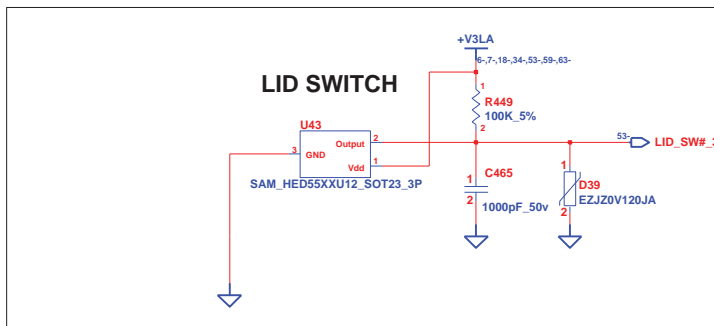 +V3LA
6-,7-,18-,34-,53-,59-,63-
LID SWITCH
1
R449
100K_5%
2
U43
Output 2
53-
LID_SW#_3
3 GND
Vdd 1
SAM_HED55XXU12_SOT23_3P
1
C465
2
1000pF_50v
1
D39
EZJZ0V120JA
2